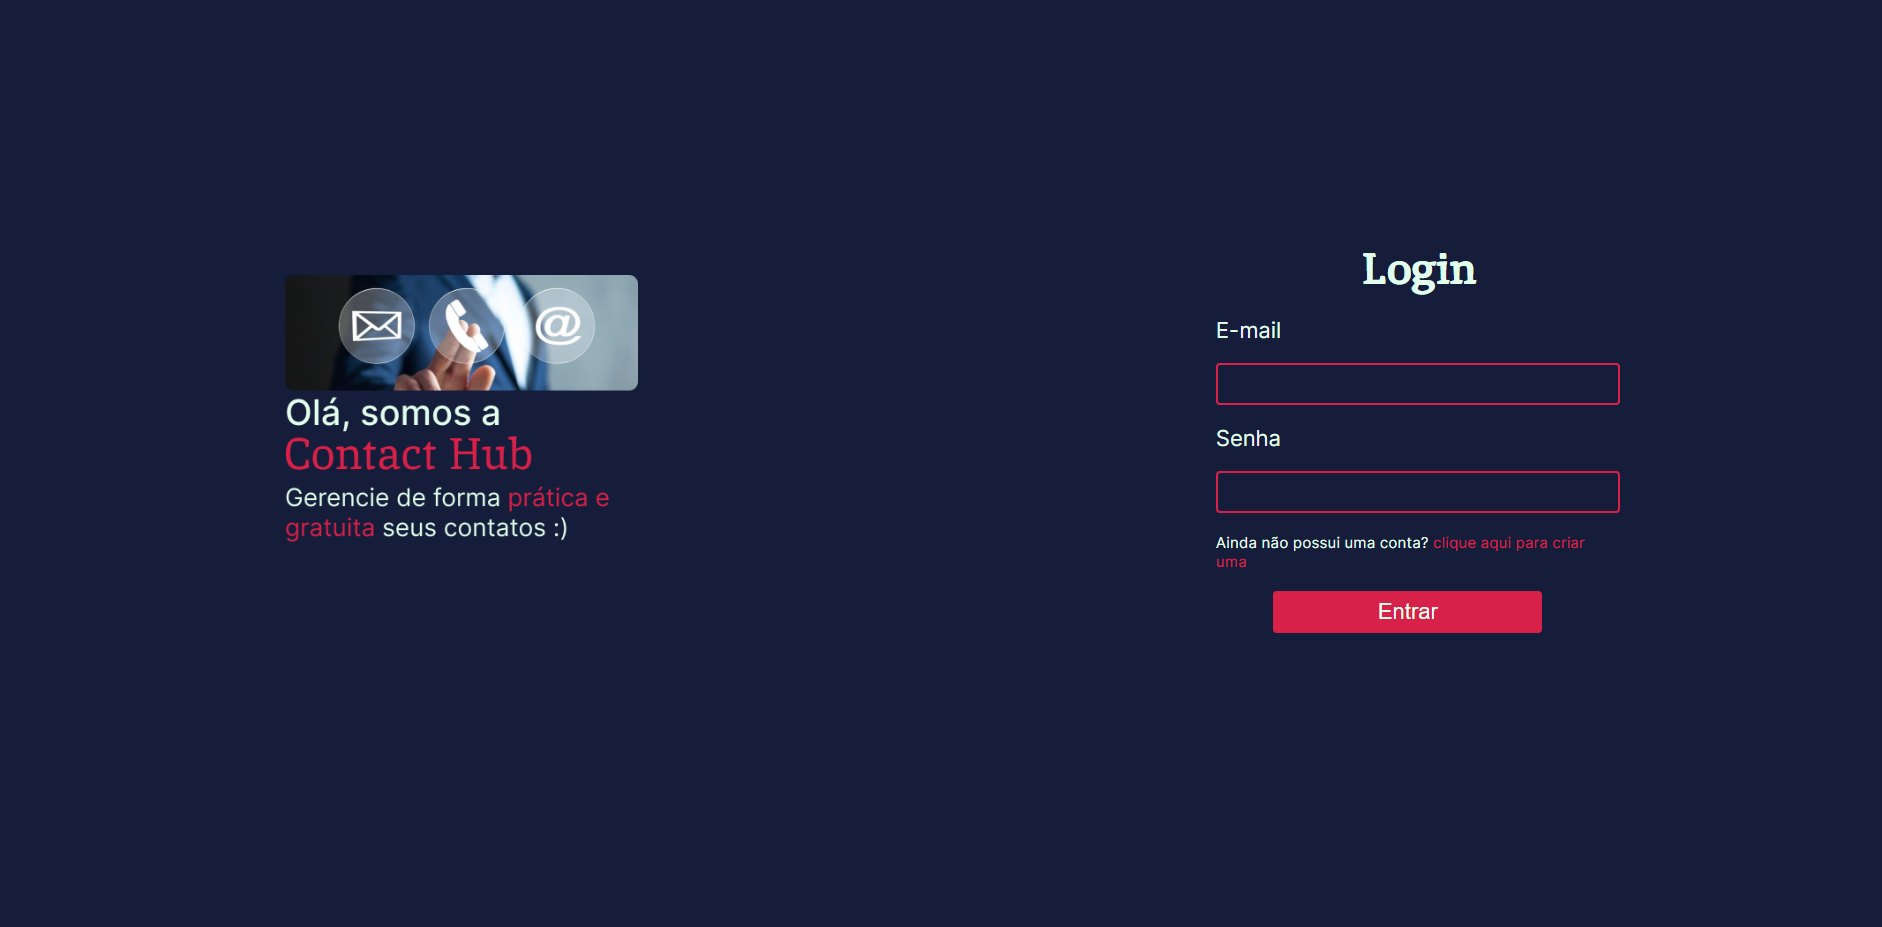 Olá, somos a
Contact Hub
Gerencie de forma prática e
gratuita seus contatos :)
Login
E-mail
Senha
Ainda não possui uma conta? clique aqui para criar
uma
Entrar